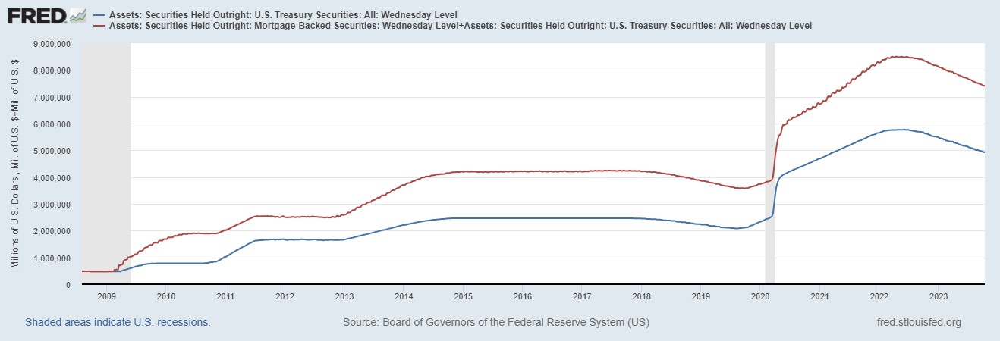 FRED
Assets: Securities Held Outright: U.S. Treasury Securities: All: Wednesday Level
Assets: Securities Held Outright: Mortgage-Backed Securities: Wednesday Level+Assets: Securities Held Outright: U.S. Treasury Securities: All: Wednesday Level
Millions of U.S. Dollars , Mil. of U.S. $+Mil. of U.S. $
9,000,000
8,000,000
7,000,000
6,000,000
5,000,000
4,000,000
3,000,000
2,000,000
1,000,000
0
2009 2010 2011 2012 2013 2014 2015 2016 2017 2018 2019 2020 2021 2022 2023
Shaded areas indicate U.S. recessions. Source: Board of Governors of the Federal Reserve System (US) fred.stlouisfed.org